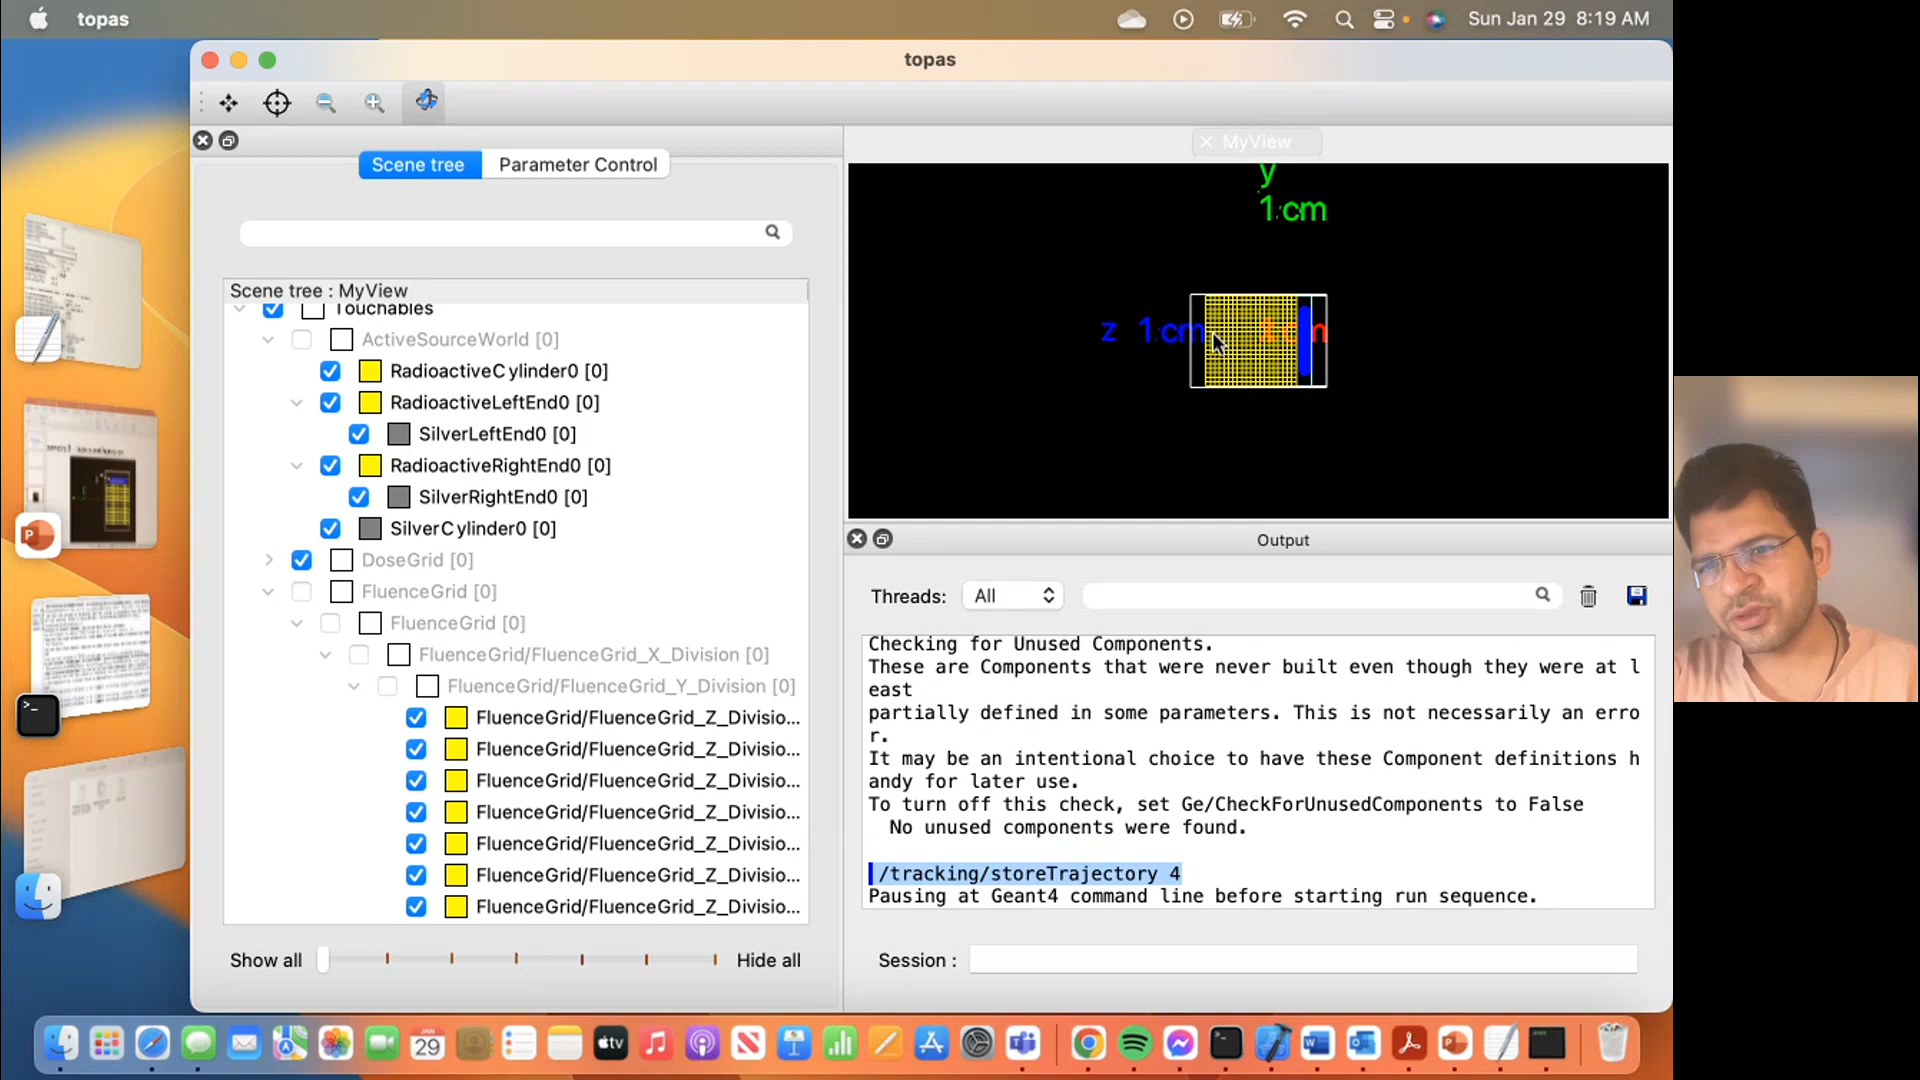 topas
Sun Jan 29 8:19 AM
topas
Scene tree
Parameter Control
MyView
Scene tree : MyView
Touchables
ActiveSourceWorld [0]
RadioactiveCylinder0 [0]
RadioactiveLeftEnd0 [0]
SilverLeftEnd0 [0]
RadioactiveRightEnd0 [0]
SilverRightEnd0 [0]
SilverCylinder0 [0]
DoseGrid [0]
FluenceGrid [0]
FluenceGrid [0]
FluenceGrid/FluenceGrid_X_Division [0]
FluenceGrid/FluenceGrid_Y_Division [0]
FluenceGrid/FluenceGrid_Z_Divisio...
FluenceGrid/FluenceGrid_Z_Divisio...
FluenceGrid/FluenceGrid_Z_Divisio...
FluenceGrid/FluenceGrid_Z_Divisio...
FluenceGrid/FluenceGrid_Z_Divisio...
FluenceGrid/FluenceGrid_Z_Divisio...
FluenceGrid/FluenceGrid_Z_Divisio...
Show all
Hide all
y
1 cm
z 1 cm
Output
Threads: All
Checking for Unused Components.
These are Components that were never built even though they were at l
east
partially defined in some parameters. This is not necessarily an erro
r.
It may be an intentional choice to have these Component definitions h
andy for later use.
To turn off this check, set Ge/CheckForUnusedComponents to False
No unused components were found.
/tracking/storeTrajectory 4
Pausing at Geant4 command line before starting run sequence.
Session :
JAN
29
tv